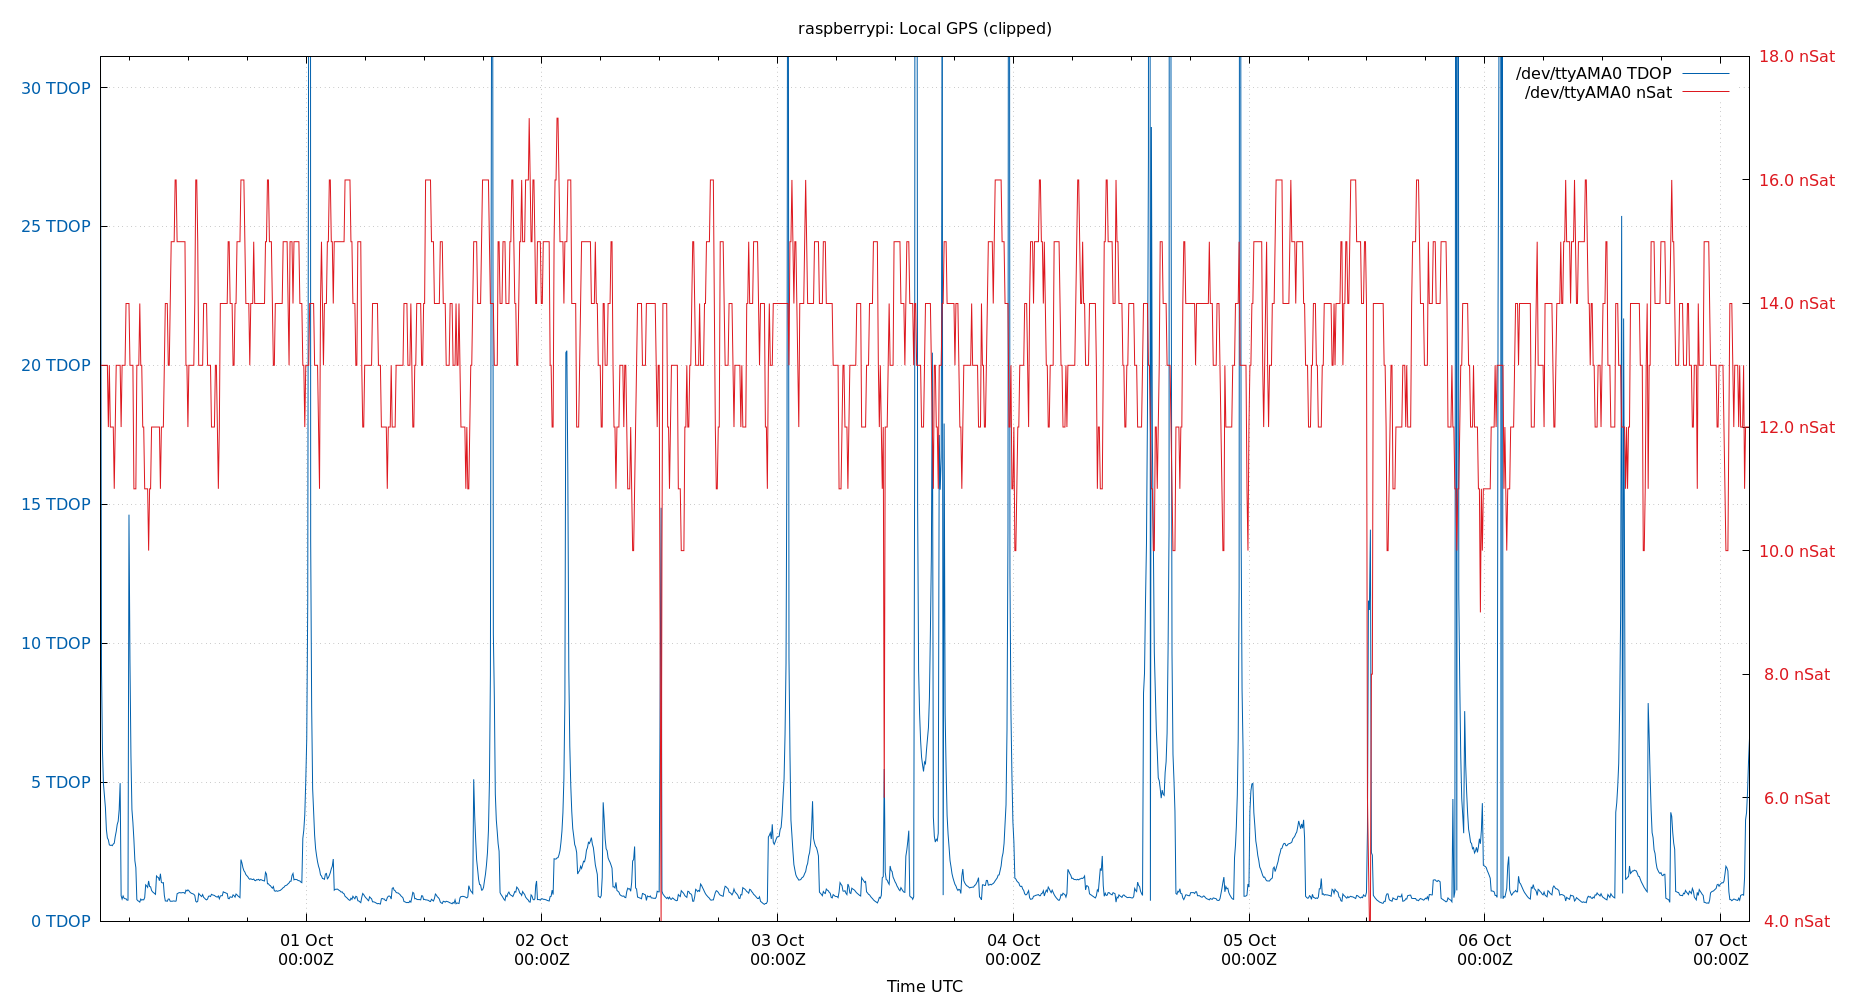 raspberrypi: Local GPS (clipped)
/dev/ttyAMA0 TDOP
/dev/ttyAMA0 nSat
30 TDOP
25 TDOP
20 TDOP
15 TDOP
10 TDOP
5 TDOP
0 TDOP
18.0 nSat
16.0 nSat
14.0 nSat
12.0 nSat
10.0 nSat
8.0 nSat
6.0 nSat
4.0 nSat
01 Oct
00:00Z
02 Oct
00:00Z
03 Oct
00:00Z
04 Oct
00:00Z
05 Oct
00:00Z
06 Oct
00:00Z
07 Oct
00:00Z
Time UTC